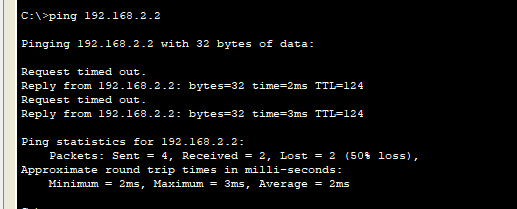 C:\>ping 192.168.2.2
Pinging 192.168.2.2 with 32 bytes of data:
Request timed out.
Reply from 192.168.2.2: bytes=32 time=2ms TTL=124
Request timed out.
Reply from 192.168.2.2: bytes=32 time=3ms TTL=124
Ping statistics for 192.168.2.2:
Packets: Sent = 4, Received = 2, Lost = 2 (50% loss),
Approximate round trip times in milli-seconds:
Minimum = 2ms, Maximum = 3ms, Average = 2ms